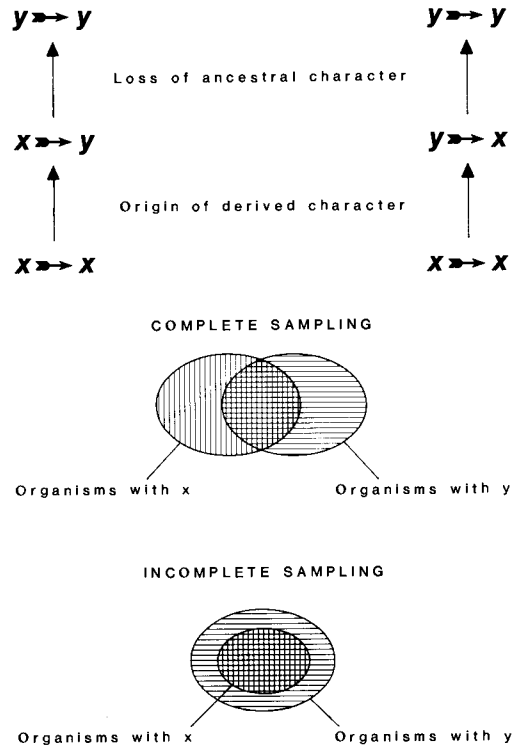 y → y y → y
Loss of ancestral character
x → y y → x
Origin of derived character
x → x x → x
COMPLETE SAMPLING
Organisms with x Organisms with y
INCOMPLETE SAMPLING
Organisms with x Organisms with y